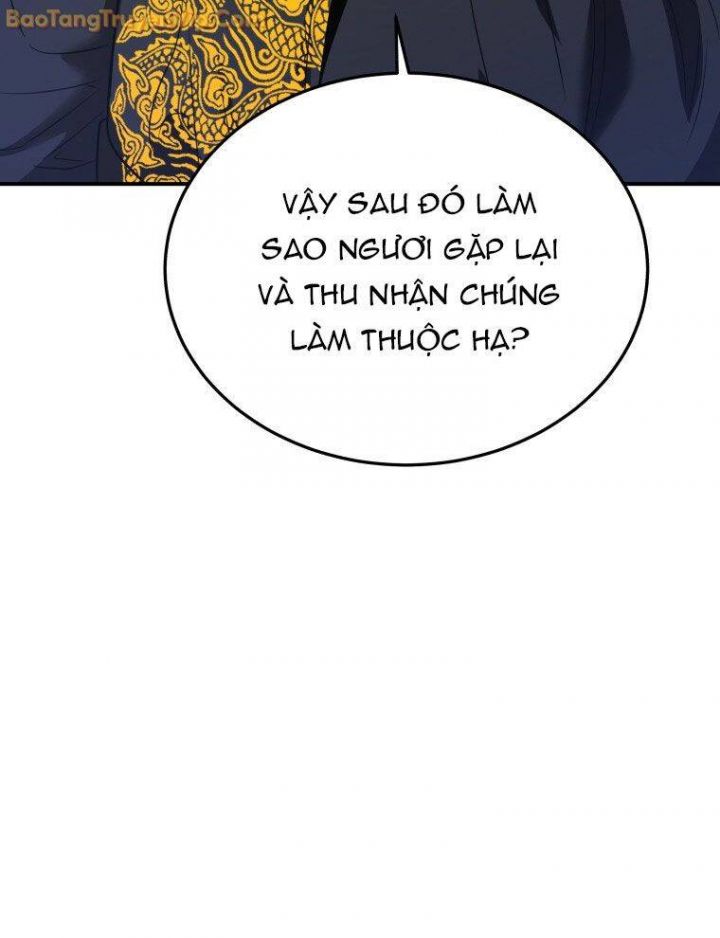 VẬY SAU ĐÓ LÀM
SAO NGƯƠI GẶP LẠI
VÀ THU NHẬN CHÚNG
LÀM THUỘC HẠ?